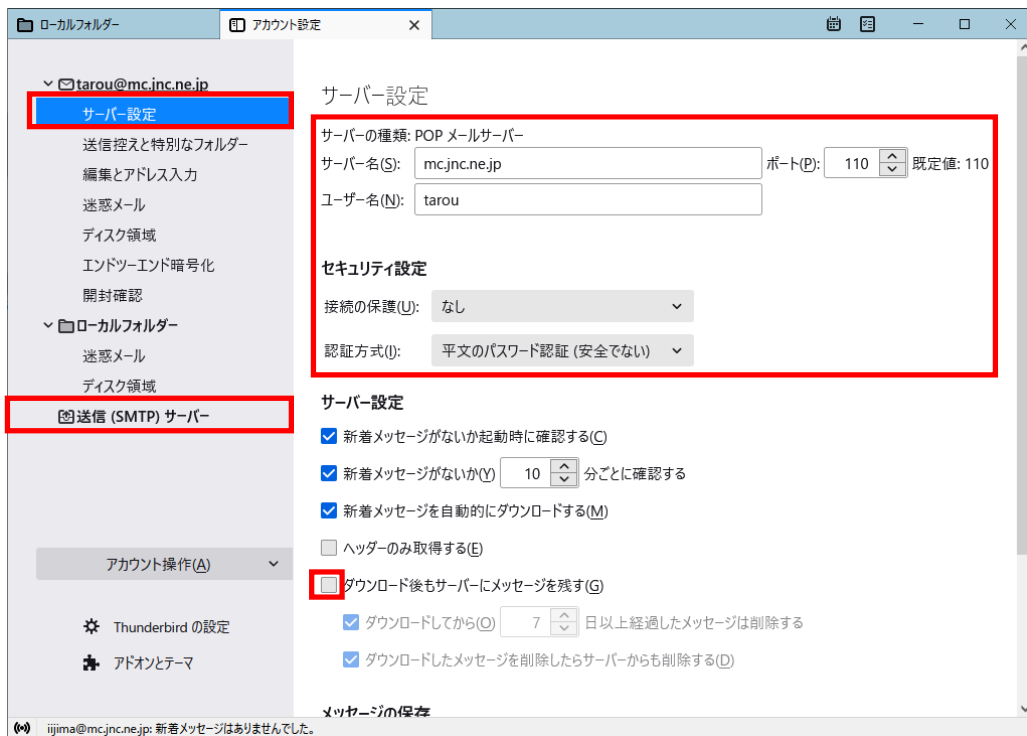 ローカルフォルダー
アカウント設定
tarou@mc.jnc.ne.jp
サーバー設定
送信控えと特別なフォルダー
編集とアドレス入力
迷惑メール
ディスク領域
エンドツーエンド暗号化
開封確認
ローカルフォルダー
迷惑メール
ディスク領域
送信 (SMTP) サーバー
アカウント操作(A)
Thunderbird の設定
アドオンとテーマ
サーバー設定
サーバーの種類: POP メールサーバー
サーバー名(S): mc.jnc.ne.jp ポート(P): 110 既定値: 110
ユーザー名(N): tarou
セキュリティ設定
接続の保護(U): なし
認証方式(I): 平文のパスワード認証 (安全でない)
サーバー設定
新着メッセージがないか起動時に確認する(C)
新着メッセージがないか(Y) 10 分ごとに確認する
新着メッセージを自動的にダウンロードする(M)
ヘッダーのみ取得する(E)
ダウンロード後もサーバーにメッセージを残す(G)
ダウンロードしてから(O) 7 日以上経過したメッセージは削除する
ダウンロードしたメッセージを削除したらサーバーからも削除する(D)
メッセージの保存
iijima@mc.jnc.ne.jp: 新着メッセージはありませんでした。